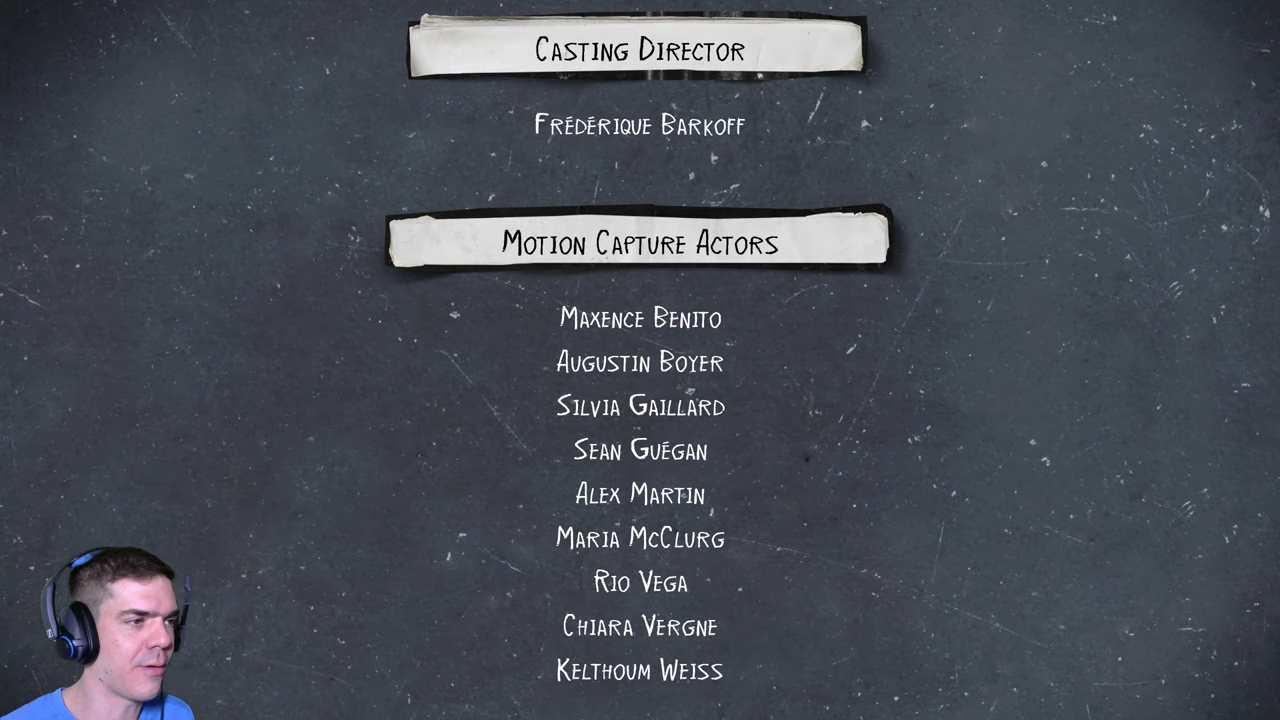 Casting Director
Frédérique Barkoff
Motion Capture Actors
Maxence Benito
Augustin Boyer
Silvia Gaillard
Sean Guégan
Alex Martin
Maria McClurg
Rio Vega
Chiara Vergne
Kelthoum Weiss